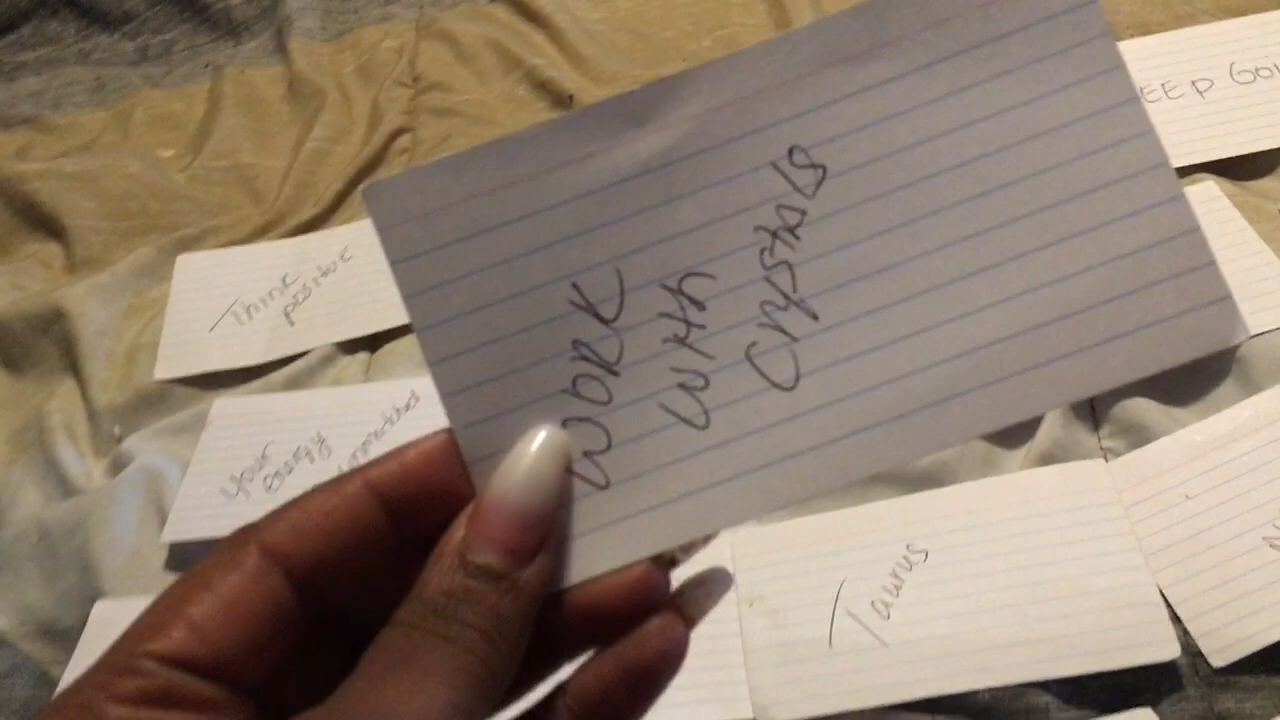 WORK
With
Crystals
Think
positive
EEP GOI
Your
Energy
Taurus